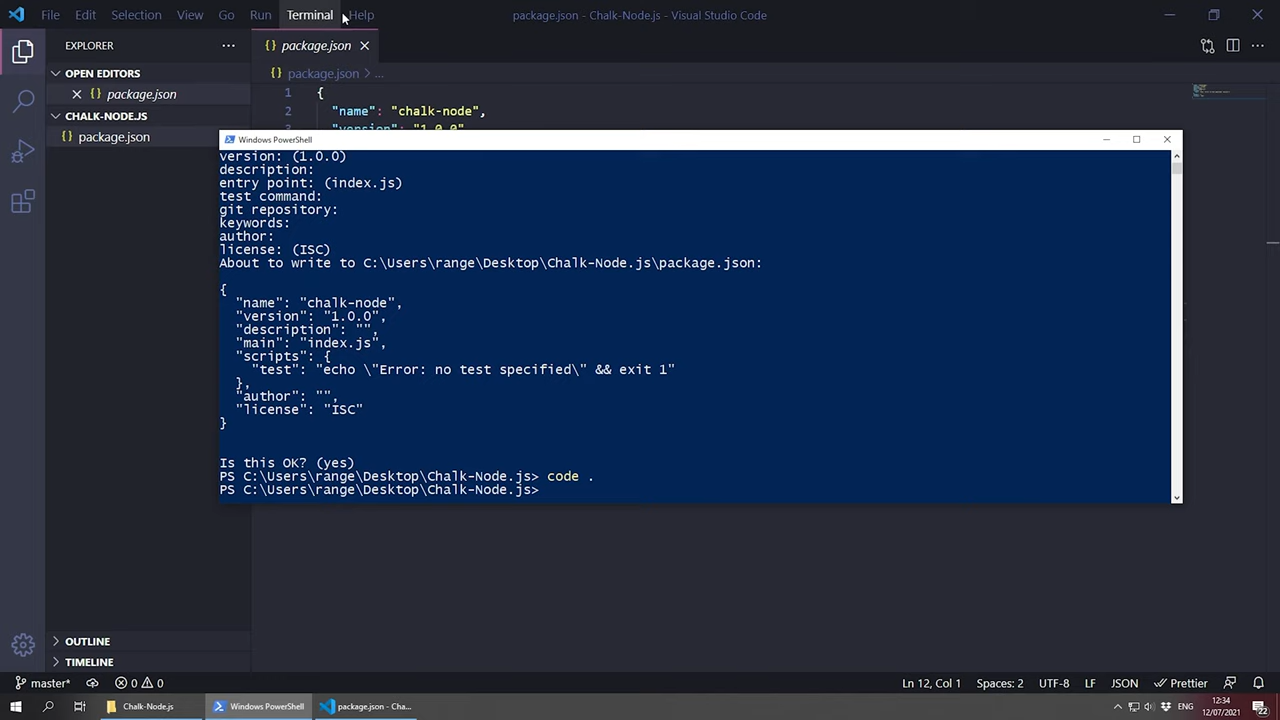 File Edit Selection View Go Run Terminal Help package.json - Chalk-Node.js - Visual Studio Code
EXPLORER
package.json
OPEN EDITORS
package.json
CHALK-NODE.JS
package.json
package.json > ...
1 {
2 "name": "chalk-node",
3 "version": "1.0.0",
Windows PowerShell
version: (1.0.0)
description:
entry point: (index.js)
test command:
git repository:
keywords:
author:
license: (ISC)
About to write to C:\Users\range\Desktop\Chalk-Node.js\package.json:
{
"name": "chalk-node",
"version": "1.0.0",
"description": "",
"main": "index.js",
"scripts": {
"test": "echo \"Error: no test specified\" && exit 1"
},
"author": "",
"license": "ISC"
}
Is this OK? (yes)
PS C:\Users\range\Desktop\Chalk-Node.js> code .
PS C:\Users\range\Desktop\Chalk-Node.js>
OUTLINE
TIMELINE
master* 0 0 Ln 12, Col 1 Spaces: 2 UTF-8 LF JSON Prettier
Chalk-Node.js Windows PowerShell package.json - Cha... ENG 12:34
12/07/2021 22